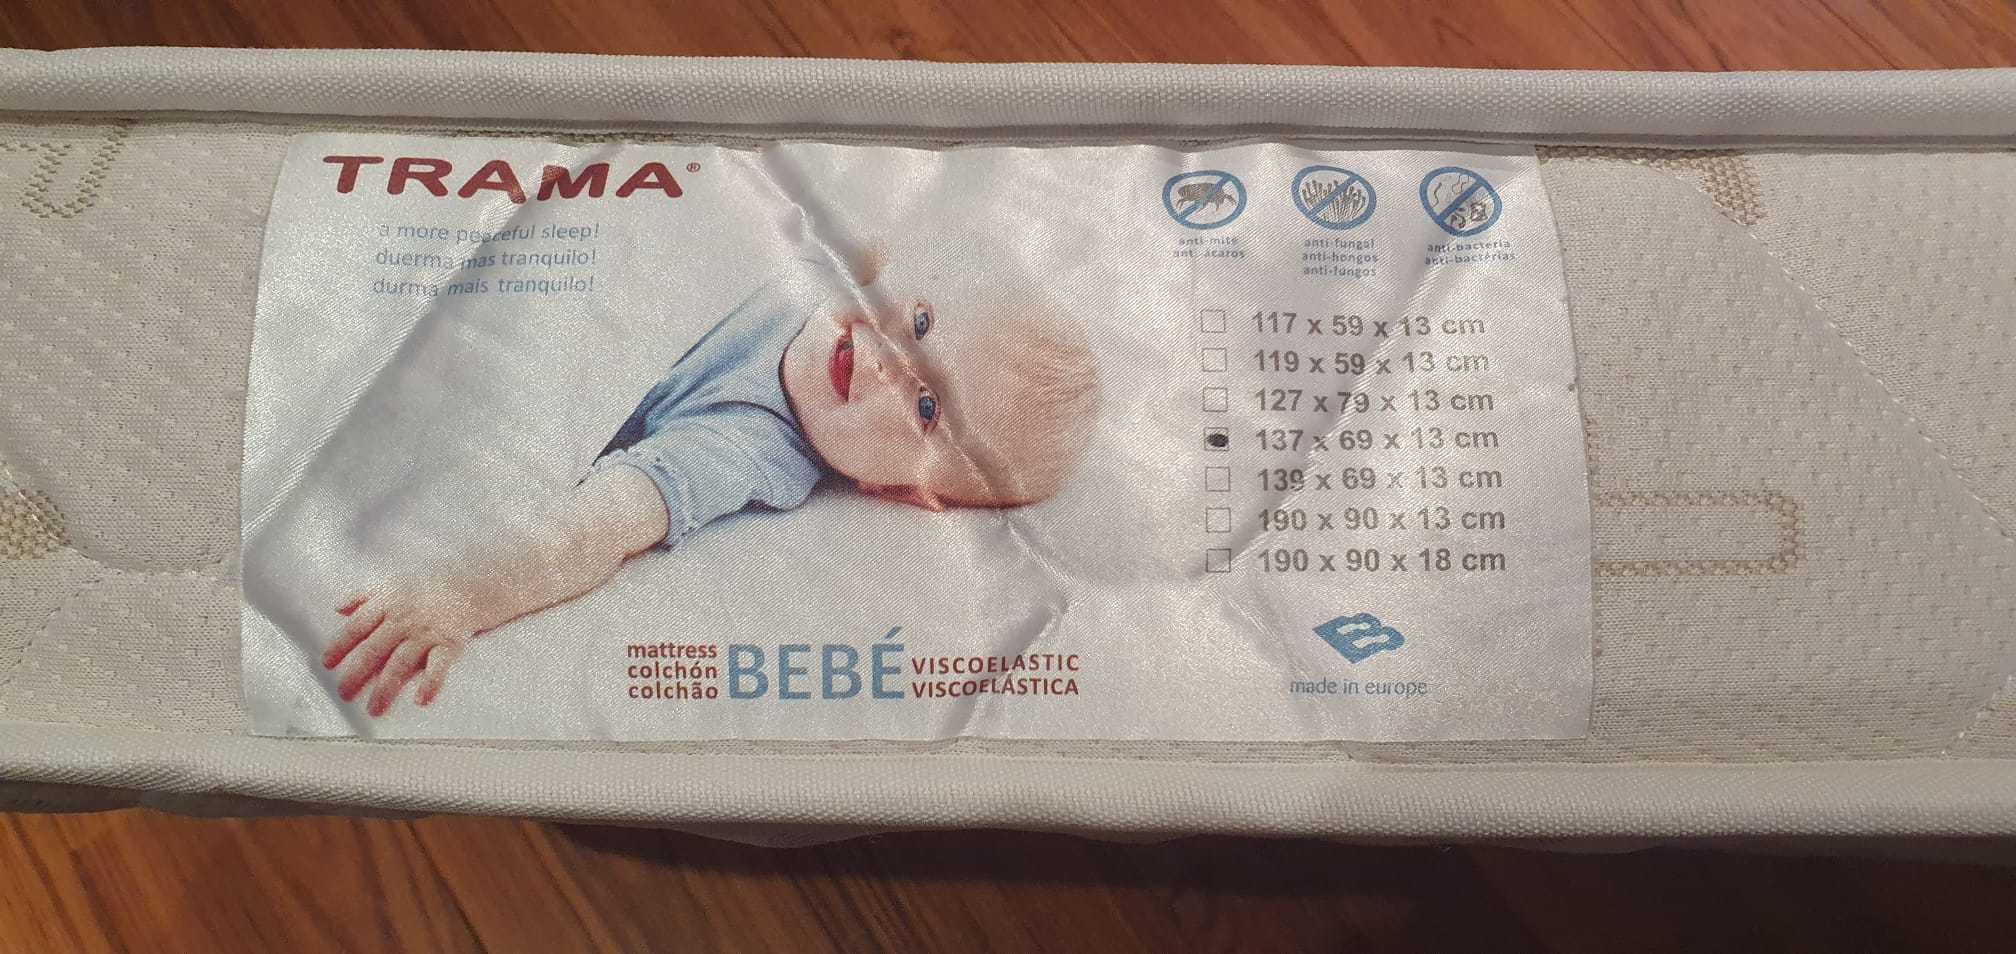 TRAMA®
a more peaceful sleep!
duerma mas tranquilo!
durma mais tranquilo!
anti-mite
anti-acaros
anti-fungal
anti-hongos
anti-fungos
anti-bacteria
anti-bactérias
117 x 59 x 13 cm
119 x 59 x 13 cm
127 x 79 x 13 cm
137 x 69 x 13 cm
139 x 69 x 13 cm
190 x 90 x 13 cm
190 x 90 x 18 cm
mattress
colchón
colchão
BEBÉ
VISCOELASTIC
VISCOELÁSTICA
made in europe